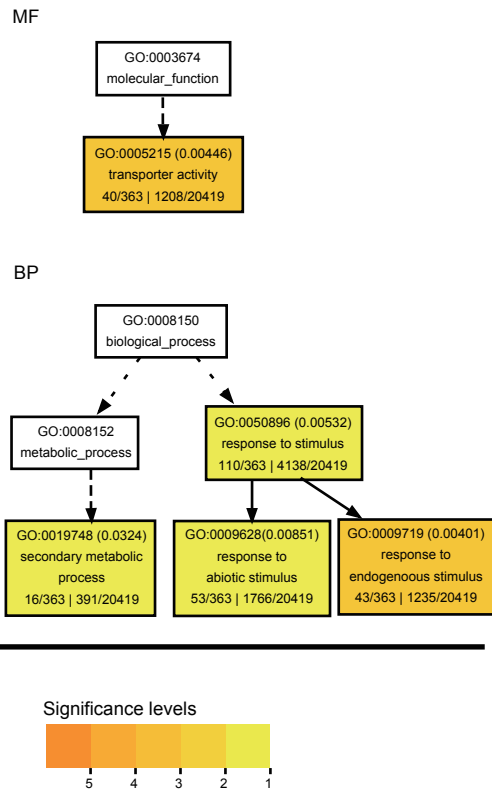 MF
GO:0003674
molecular_function
GO:0005215 (0.00446)
transporter activity
40/363 | 1208/20419
BP
GO:0008150
biological_process
GO:0008152
metabolic_process
GO:0050896 (0.00532)
response to stimulus
110/363 | 4138/20419
GO:0019748 (0.0324)
secondary metabolic
process
16/363 | 391/20419
GO:0009628(0.00851)
response to
abiotic stimulus
53/363 | 1766/20419
GO:0009719 (0.00401)
response to
endogenoous stimulus
43/363 | 1235/20419
Significance levels
5 4 3 2 1